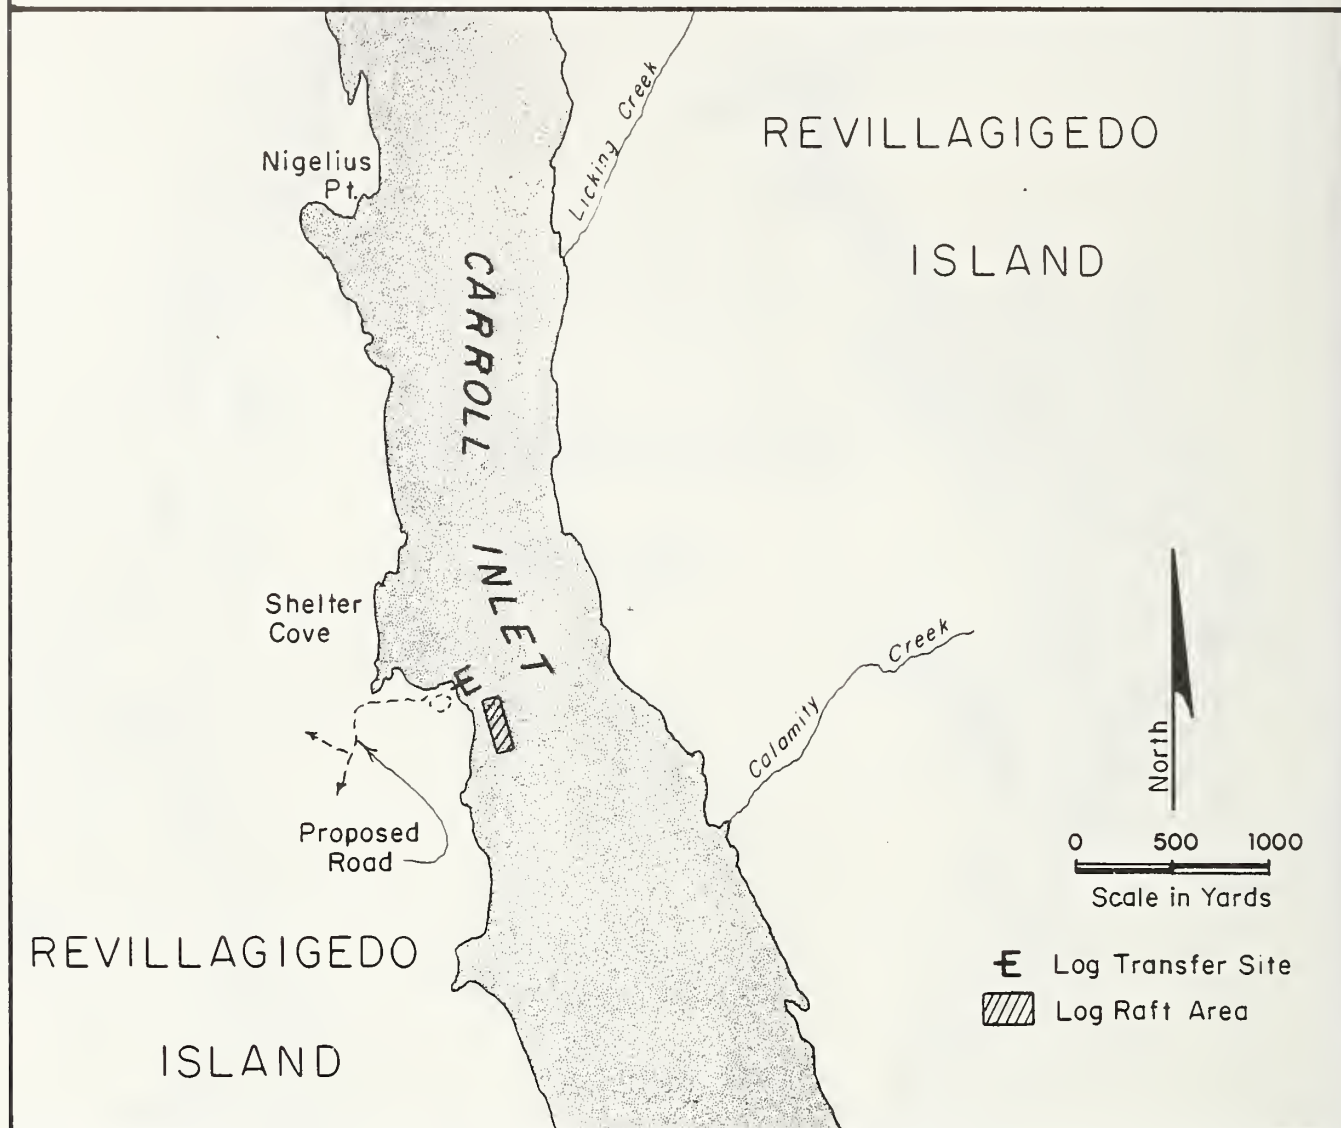 Licking Creek
REVILLAGIGEDO
ISLAND
Nigelius
Pt.
CARROLL
INLET
Shelter
Cove
Calamity Creek
Proposed
Road
North
0 500 1000
Scale in Yards
REVILLAGIGEDO
ISLAND
Log Transfer Site
Log Raft Area